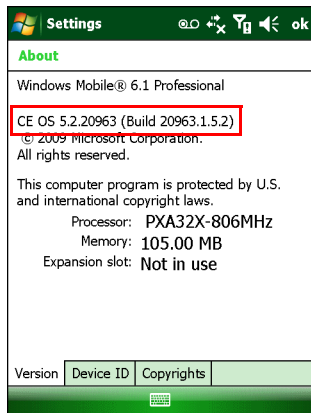 Settings
ok
About
Windows Mobile® 6.1 Professional
CE OS 5.2.20963 (Build 20963.1.5.2)
© 2009 Microsoft Corporation.
All rights reserved.
This computer program is protected by U.S.
and international copyright laws.
Processor: PXA32X-806MHz
Memory: 105.00 MB
Expansion slot: Not in use
Version Device ID Copyrights